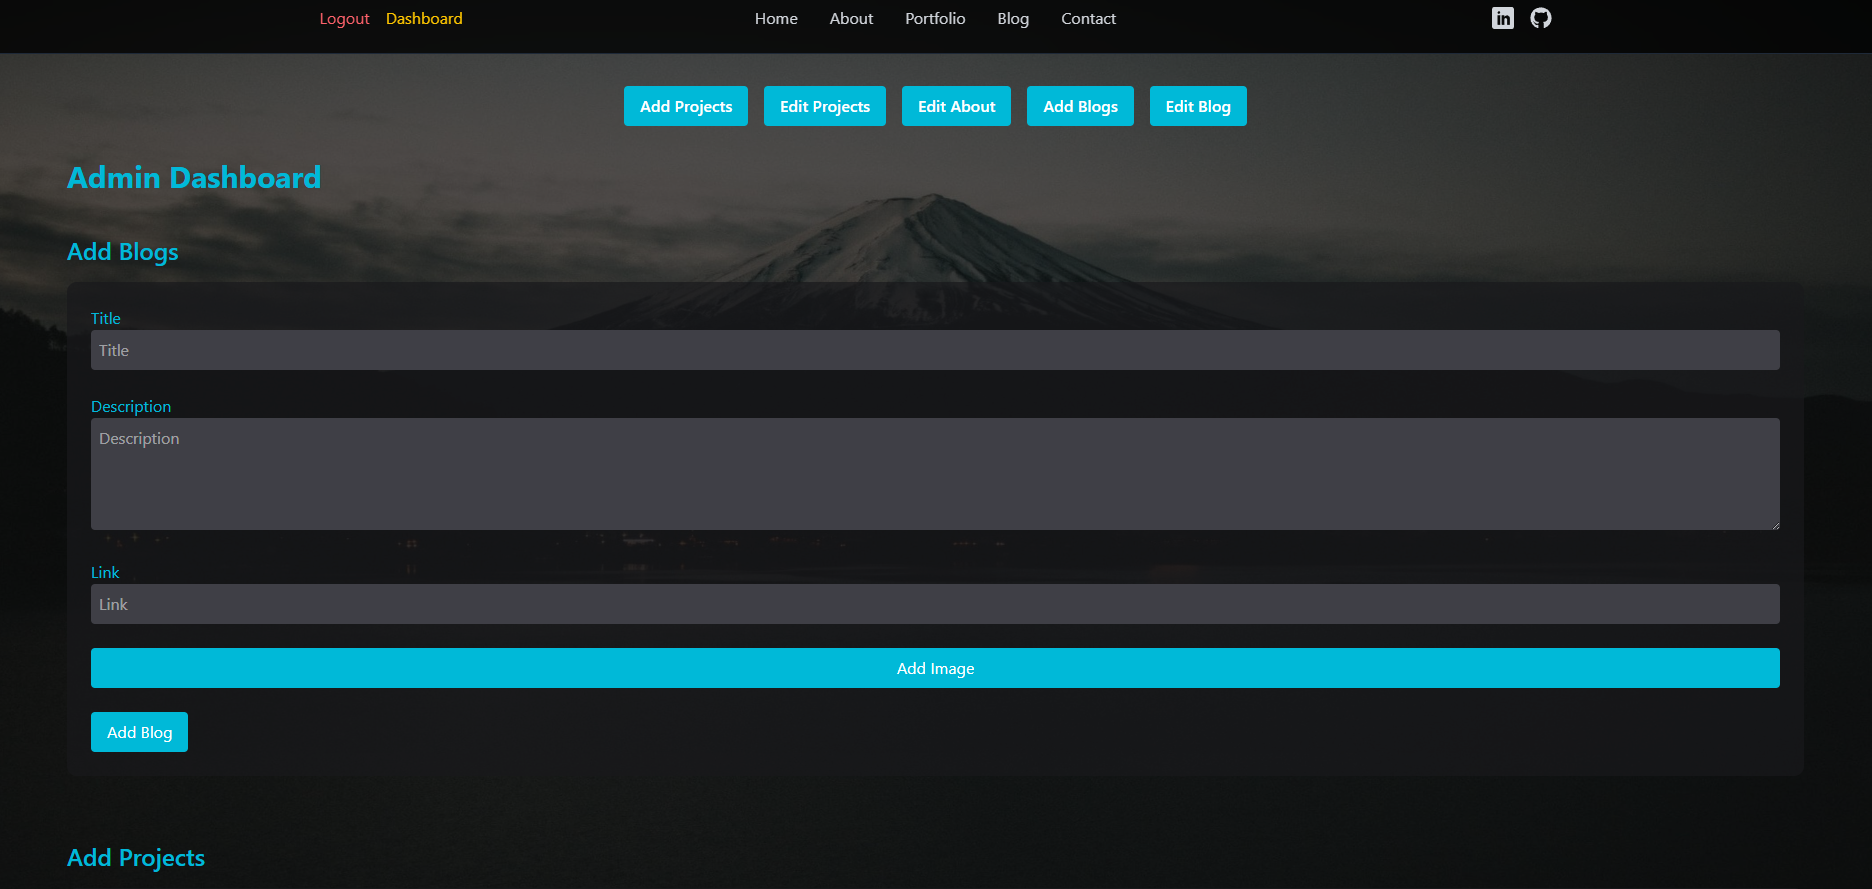 Logout Dashboard Home About Portfolio Blog Contact in
Add Projects Edit Projects Edit About Add Blogs Edit Blog
Admin Dashboard
Add Blogs
Title
Title
Description
Description
Link
Link
Add Image
Add Blog
Add Projects